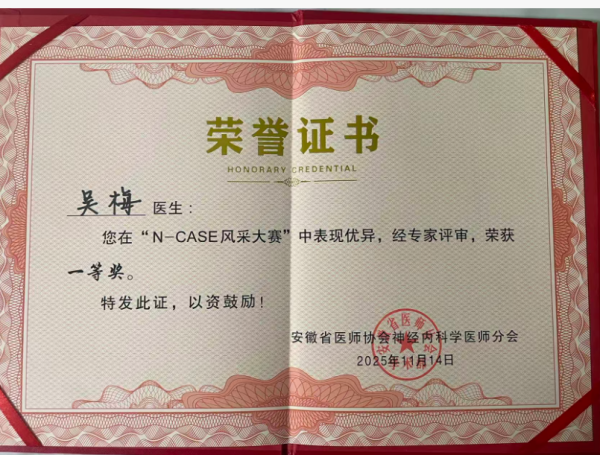 荣誉证书
HONORARY CREDENTIAL
吴梅 医生：
您在“N-CASE风采大赛”中表现优异，经专家评审，荣获
一等奖。
特发此证，以资鼓励！
安徽省医师协会神经内科学医师分会
2025年11月14日